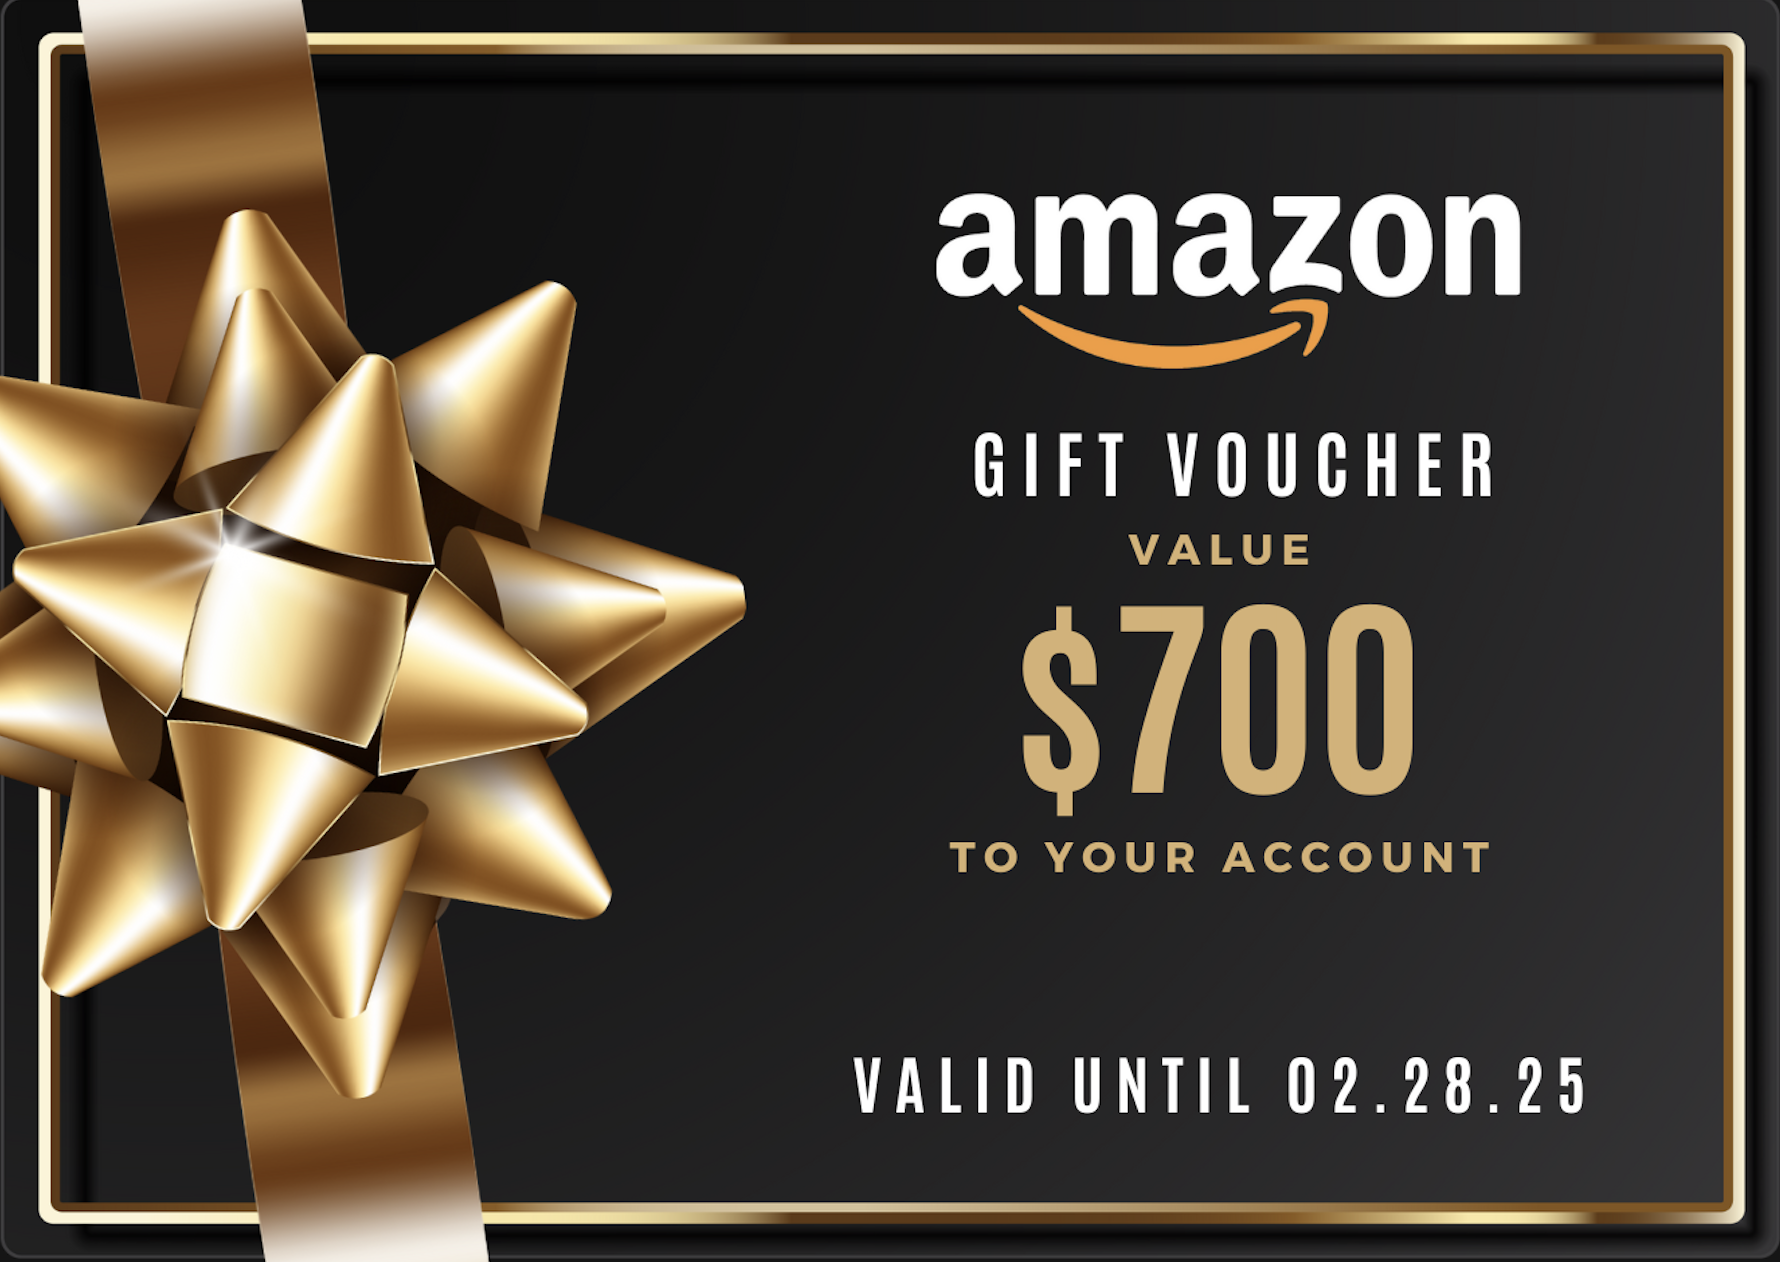 amazon
GIFT VOUCHER
VALUE
$700
TO YOUR ACCOUNT
VALID UNTIL 02.28.25